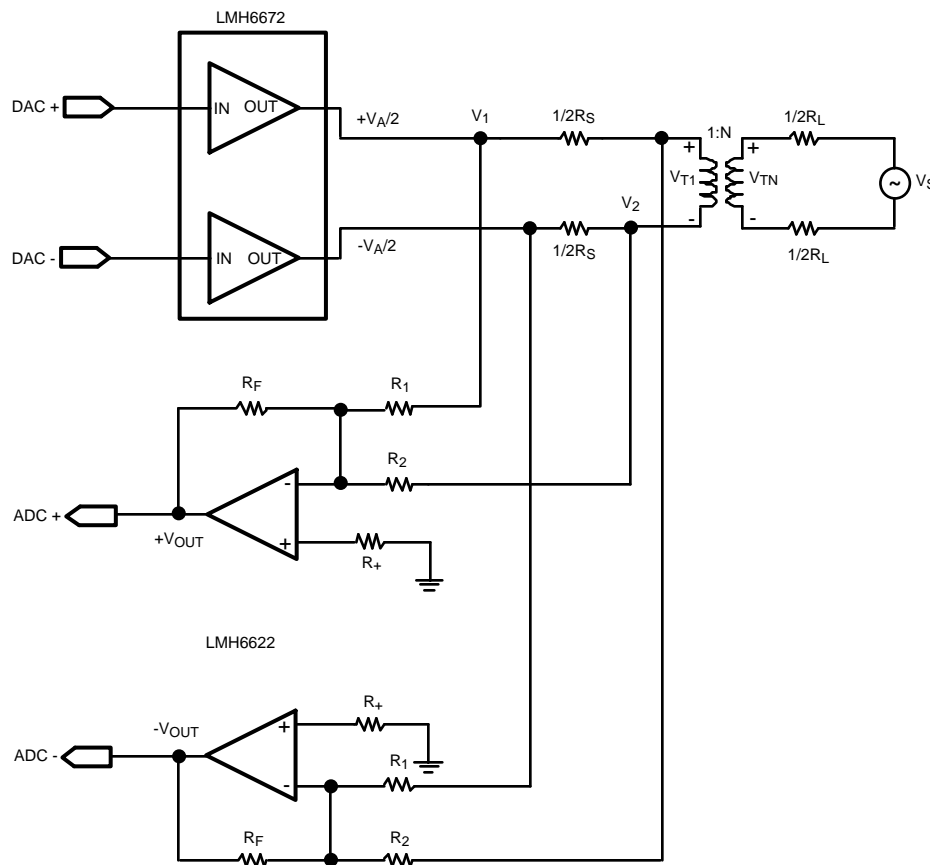 LMH6672
DAC +
IN OUT
+VA/2
V1
1/2RS
1:N
1/2RL
+ +
VT1
VTN
~
VS
V2
- -
DAC -
IN OUT
-VA/2
1/2RS
1/2RL
RF
R1
R2
-
ADC +
+VOUT
+
R+
LMH6622
R+
-VOUT
+
ADC -
R1
-
RF
R2